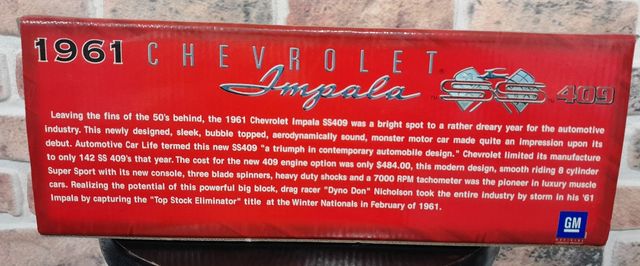 1961 CHEVROLET
Impala SS 409
Leaving the fins of the 50's behind, the 1961 Chevrolet Impala SS409 was a bright spot to a rather dreary year for the automotive
industry. This newly designed, sleek, bubble topped, aerodynamically sound, monster motor car made quite an impression upon its
debut. Automotive Car Life termed this new SS409 "a triumph in contemporary automobile design." Chevrolet limited its manufacture
to only 142 SS 409's that year. The cost for the new 409 engine option was only $484.00, this modern design, smooth riding 8 cylinder
Super Sport with its new console, three blade spinners, heavy duty shocks and a 7000 RPM tachometer was the pioneer in luxury muscle
cars. Realizing the potential of this powerful big block, drag racer "Dyno Don" Nicholson took the entire industry by storm in his '61
Impala by capturing the "Top Stock Eliminator" title at the Winter Nationals in February of 1961.
GM